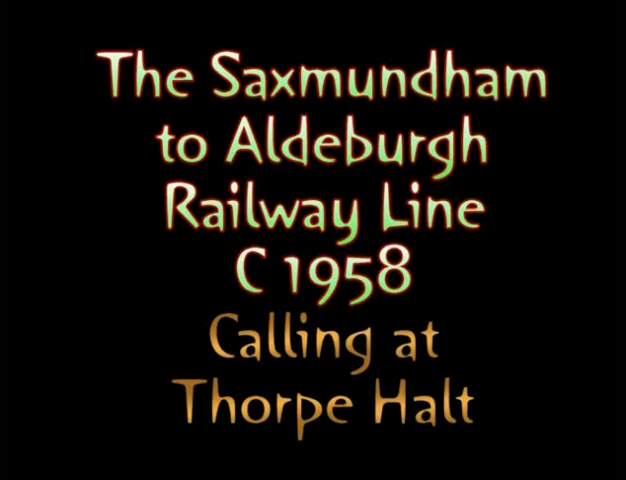 The Saxmundham
to Aldeburgh
Railway Line
C 1958
Calling at
Thorpe Halt